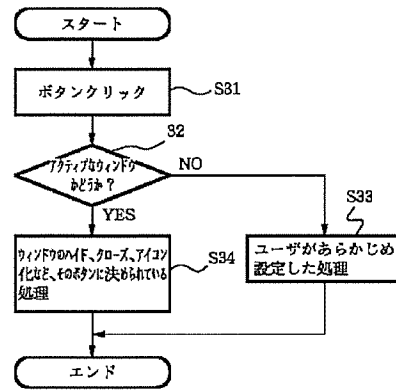 スタート
ボタンクリック
S31
32
アクティブなウィンドウ
かどうか?
NO
YES
S33
ユーザがあらかじめ
設定した処理
ウィンドウのハイド、クローズ、アイコン
化など、そのボタンに決められている
処理
S34
エンド